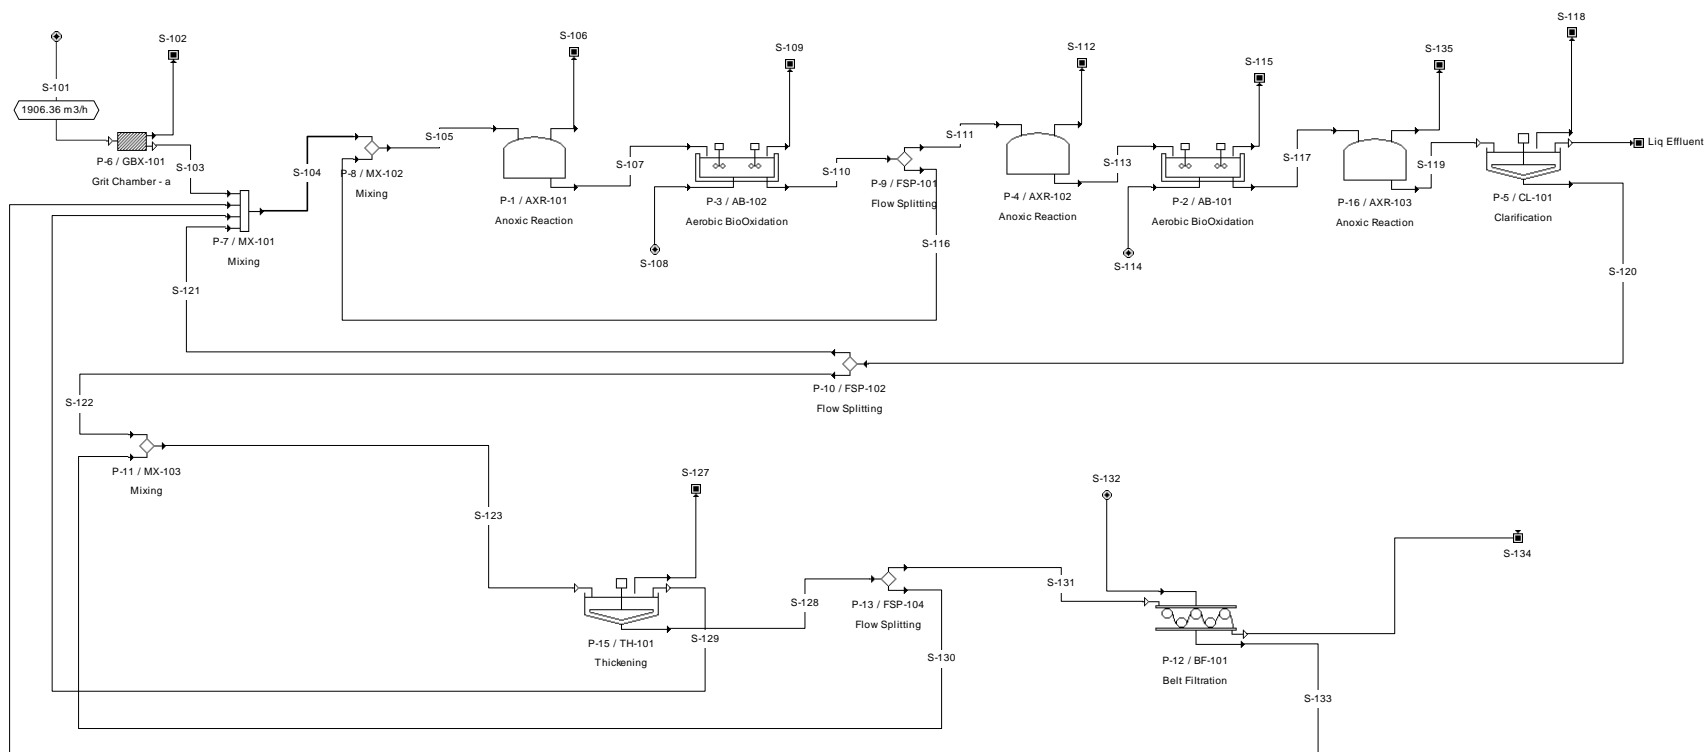 S-118
S-106
S-102
S-109
S-112
S-135
S-115
S-101
1906.36 m3/h
S-105
S-111
Liq Effluent
P-6 / GBX-101
S-103
Grit Chamber - a
S-104
P-8 / MX-102
Mixing
S-107
S-110
P-9 / FSP-101
Flow Splitting
S-113
S-117
S-119
P-1 / AXR-101
Anoxic Reaction
P-3 / AB-102
Aerobic BioOxidation
P-4 / AXR-102
Anoxic Reaction
P-2 / AB-101
Aerobic BioOxidation
P-16 / AXR-103
Anoxic Reaction
P-5 / CL-101
Clarification
P-7 / MX-101
Mixing
S-116
S-108
S-114
S-120
S-121
P-10 / FSP-102
Flow Splitting
S-122
P-11 / MX-103
Mixing
S-127
S-132
S-123
S-134
S-131
S-128
P-13 / FSP-104
Flow Splitting
P-15 / TH-101
Thickening
S-129
S-130
P-12 / BF-101
Belt Filtration
S-133